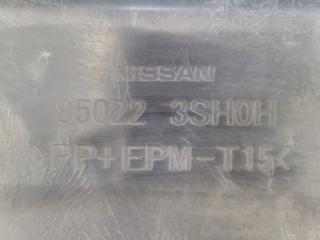 NISSAN
85022 3SH0H
PP+EPM-T15<